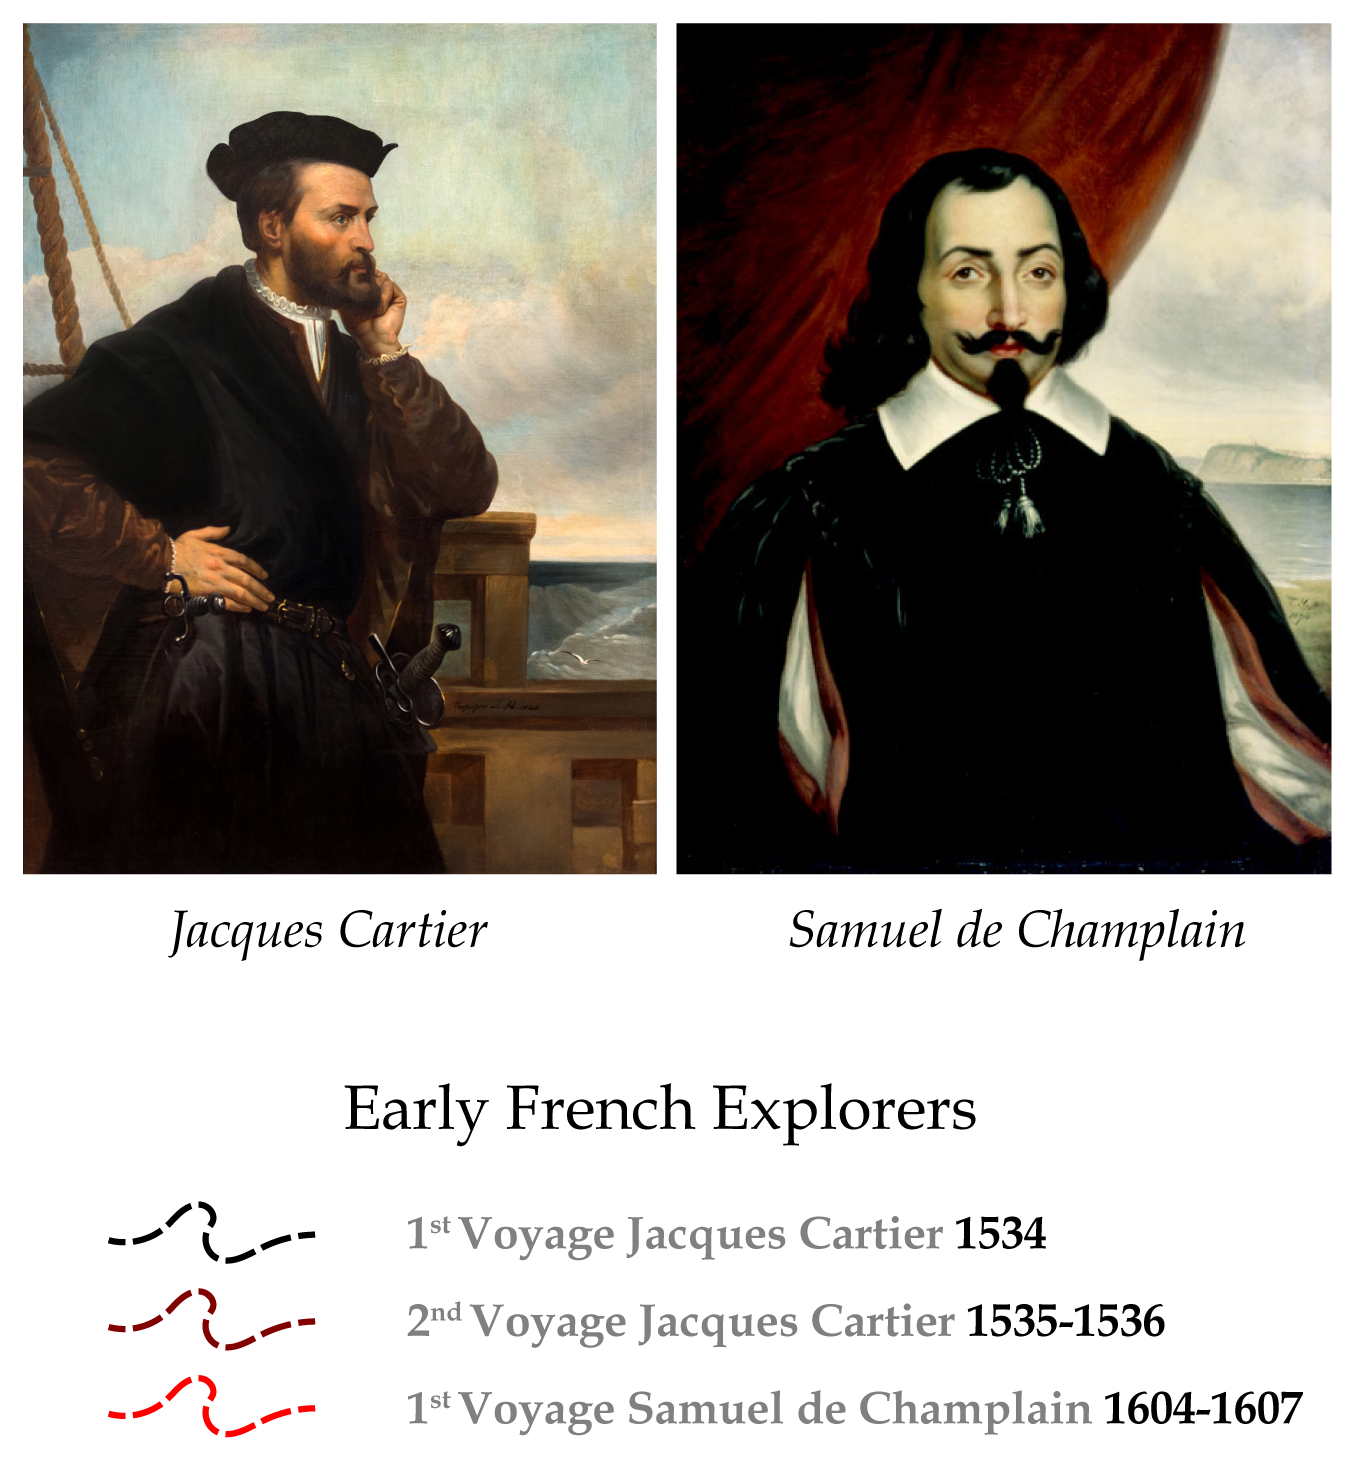 Jacques Cartier
Samuel de Champlain
Early French Explorers
1st Voyage Jacques Cartier 1534
2nd Voyage Jacques Cartier 1535-1536
1st Voyage Samuel de Champlain 1604-1607